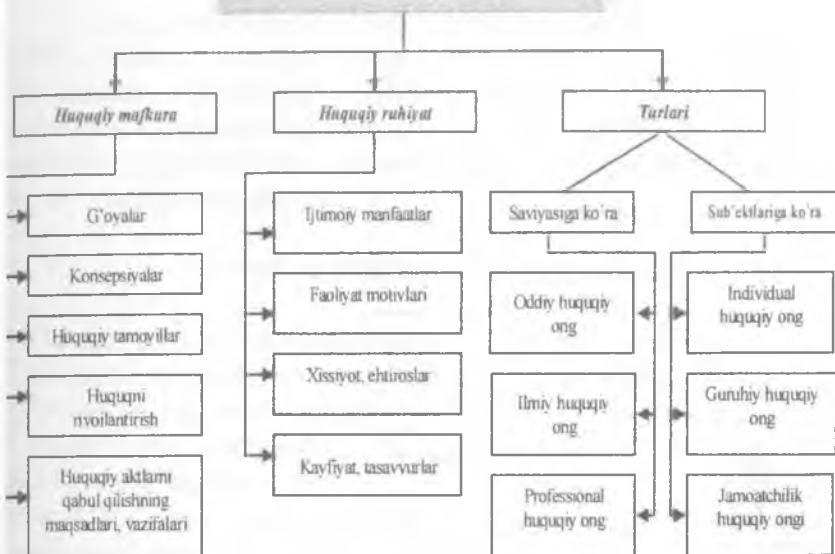 Huquqiy mafkura
Huquqiy ruhiyat
Turlari
G'oyalar
Konsepsiyalar
Huquqiy tamoyillar
Huquqni
rivoilantirish
Huquqiy aktlarni
qabul qilishning
maqsadlari, vazifalari
Ijtimoiy manfaatlar
Faoliyat motivlari
Xissiyot, ehtiroslar
Kayfiyat, tasavvurlar
Saviyasiga ko'ra
Oddiy huquqiy
ong
Ilmiy huquqiy
ong
Professional
huquqiy ong
Sub'ektlariga ko'ra
Individual
huquqiy ong
Guruhiy huquqiy
ong
Jamoatchilik
huquqiy ongi